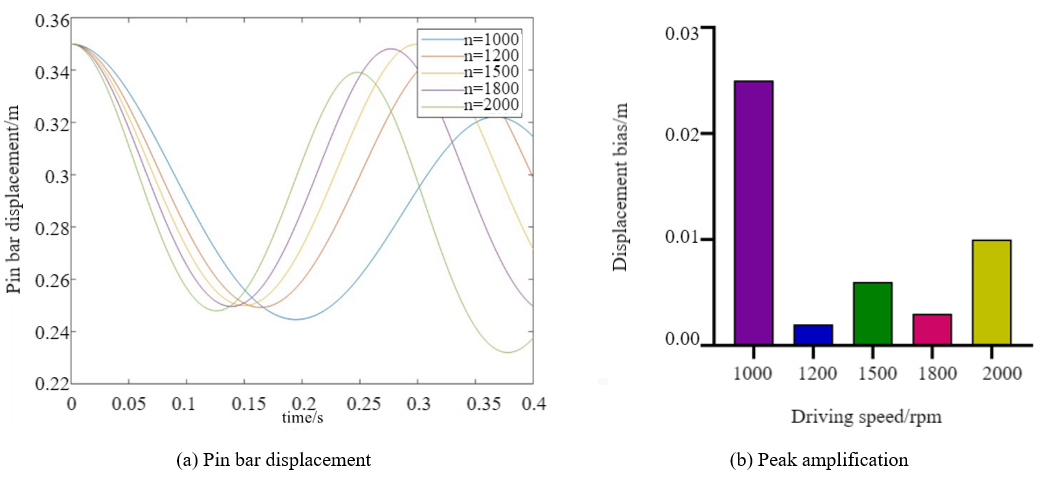 0.36
0.34
0.32
0.3
0.28
0.26
0.24
0.22
Pin bar displacement/m
n=1000
n=1200
n=1500
n=1800
n=2000
0 0.05 0.1 0.15 0.2 0.25 0.3 0.35 0.4
time/s
(a) Pin bar displacement
0.03
0.02
0.01
0.00
Displacement bias/m
1000 1200 1500 1800 2000
Driving speed/rpm
(b) Peak amplification